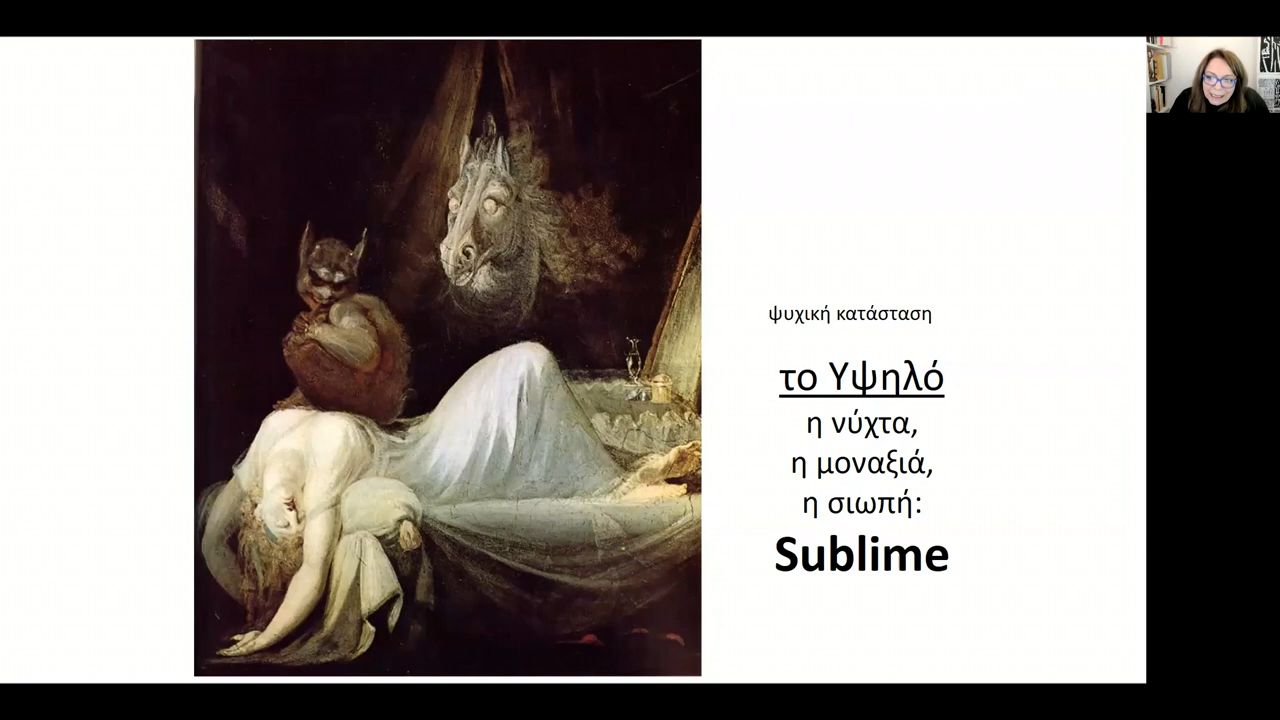 ψυχική κατάσταση
το Υψηλό
η νύχτα,
η μοναξιά,
η σιωπή:
Sublime